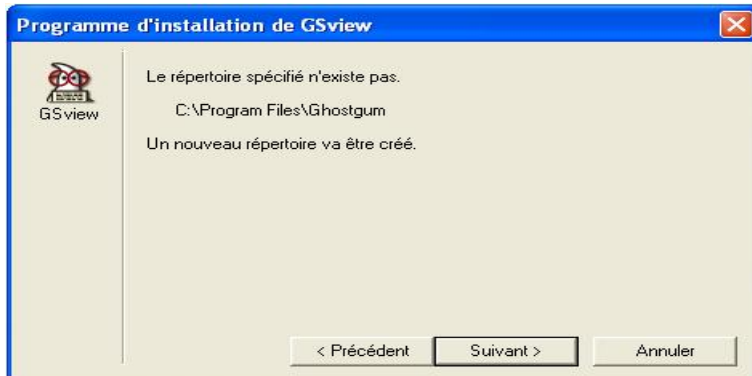 Programme d'installation de GSview
GSview
Le répertoire spécifié n'existe pas.
C:\Program Files\Ghostgum
Un nouveau répertoire va être créé.
< Précédent
Suivant >
Annuler